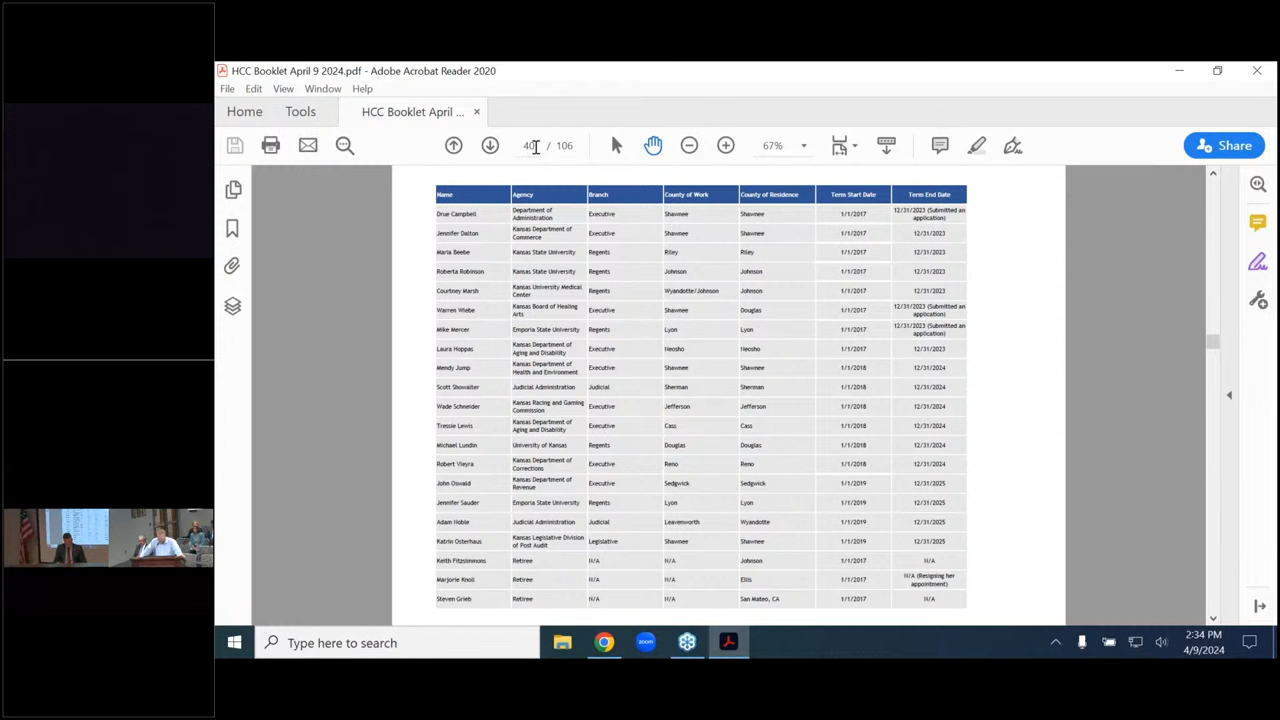 HCC Booklet April 9 2024.pdf - Adobe Acrobat Reader 2020
File Edit View Window Help
Home Tools HCC Booklet April ... ×
40 / 106 67% Share
Name Agency Branch County of Work County of Residence Term Start Date Term End Date
Drue Campbell Department of Administration Executive Shawnee Shawnee 1/1/2017 12/31/2023 (Submitted an application)
Jennifer Dalton Kansas Department of Commerce Executive Shawnee Shawnee 1/1/2017 12/31/2023
Maria Beebe Kansas State University Regents Riley Riley 1/1/2017 12/31/2023
Roberta Robinson Kansas State University Regents Johnson Johnson 1/1/2017 12/31/2023
Courtney Marsh Kansas University Medical Center Regents Wyandotte/Johnson Johnson 1/1/2017 12/31/2023
Warren Wiebe Kansas Board of Healing Arts Executive Shawnee Douglas 1/1/2017 12/31/2023 (Submitted an application)
Mike Mercer Emporia State University Regents Lyon Lyon 1/1/2017 12/31/2023 (Submitted an application)
Laura Hoppas Kansas Department of Aging and Disability Executive Neosho Neosho 1/1/2017 12/31/2023
Mendy Jump Kansas Department of Health and Environment Executive Shawnee Shawnee 1/1/2018 12/31/2024
Scott Showalter Judicial Administration Judicial Sherman Sherman 1/1/2018 12/31/2024
Wade Schneider Kansas Racing and Gaming Commission Executive Jefferson Jefferson 1/1/2018 12/31/2024
Tressie Lewis Kansas Department of Aging and Disability Executive Cass Cass 1/1/2018 12/31/2024
Michael Lundin University of Kansas Regents Douglas Douglas 1/1/2018 12/31/2024
Robert Vieyra Kansas Department of Corrections Executive Reno Reno 1/1/2018 12/31/2024
John Oswald Kansas Department of Revenue Executive Sedgwick Sedgwick 1/1/2019 12/31/2025
Jennifer Sauder Emporia State University Regents Lyon Lyon 1/1/2019 12/31/2025
Adam Noble Judicial Administration Judicial Leavenworth Wyandotte 1/1/2019 12/31/2025
Katrin Osterhaus Kansas Legislative Division of Post Audit Legislative Shawnee Shawnee 1/1/2019 12/31/2025
Keith Fitzsimmons Retiree N/A N/A Johnson 1/1/2017 N/A
Marjorie Knoll Retiree N/A N/A Ellis 1/1/2017 N/A (Resigning her appointment)
Steven Grieb Retiree N/A N/A San Mateo, CA 1/1/2017 N/A
Type here to search
zoom
2:34 PM
4/9/2024